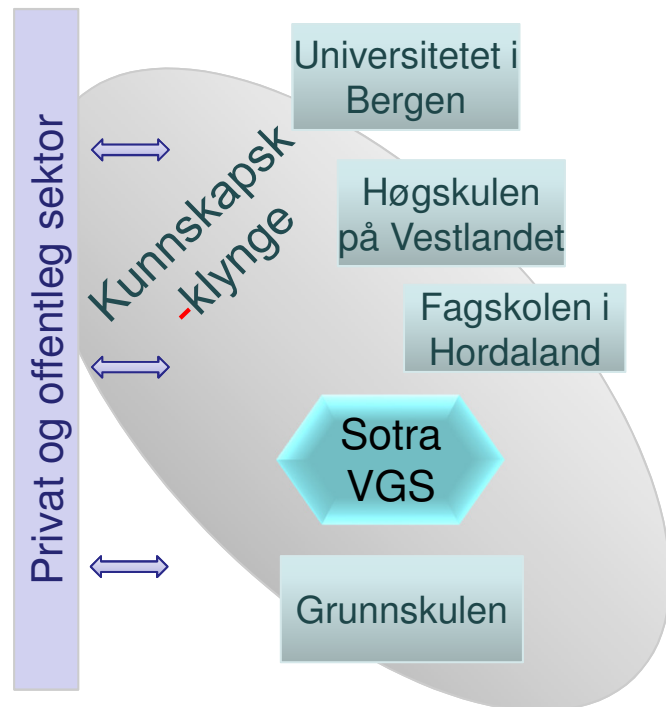 Privat og offentleg sektor
Kunnskapsk
-klynge
Universitetet i
Bergen
Høgskulen
på Vestlandet
Fagskolen i
Hordaland
Sotra
VGS
Grunnskulen